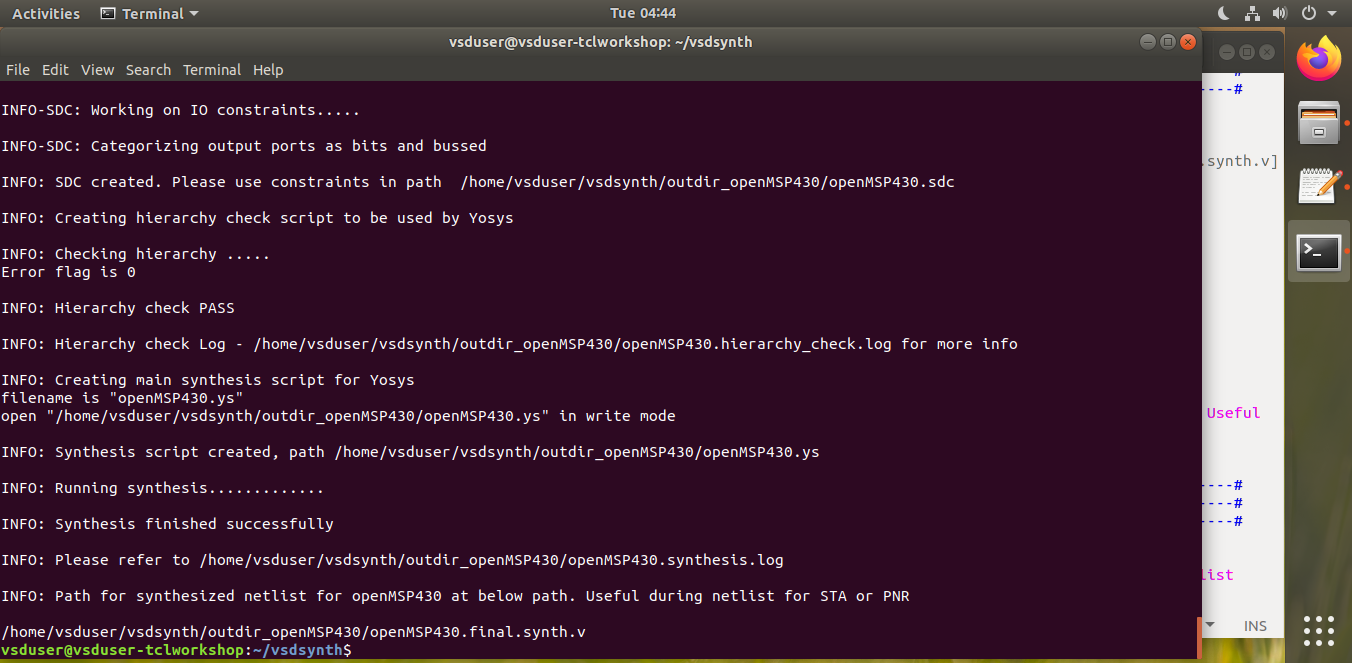 Activities Terminal Tue 04:44
vsduser@vsduser-tclworkshop: ~/vsdsynth
File Edit View Search Terminal Help
INFO-SDC: Working on IO constraints.....
INFO-SDC: Categorizing output ports as bits and bussed
INFO: SDC created. Please use constraints in path  /home/vsduser/vsdsynth/outdir_openMSP430/openMSP430.sdc
INFO: Creating hierarchy check script to be used by Yosys
INFO: Checking hierarchy .....
Error flag is 0
INFO: Hierarchy check PASS
INFO: Hierarchy check Log - /home/vsduser/vsdsynth/outdir_openMSP430/openMSP430.hierarchy_check.log for more info
INFO: Creating main synthesis script for Yosys
filename is "openMSP430.ys"
open "/home/vsduser/vsdsynth/outdir_openMSP430/openMSP430.ys" in write mode
INFO: Synthesis script created, path /home/vsduser/vsdsynth/outdir_openMSP430/openMSP430.ys
INFO: Running synthesis.............
INFO: Synthesis finished successfully
INFO: Please refer to /home/vsduser/vsdsynth/outdir_openMSP430/openMSP430.synthesis.log
INFO: Path for synthesized netlist for openMSP430 at below path. Useful during netlist for STA or PNR
/home/vsduser/vsdsynth/outdir_openMSP430/openMSP430.final.synth.v
vsduser@vsduser-tclworkshop:~/vsdsynth$
----#
.synth.v]
Useful
----#
----#
----#
list
INS